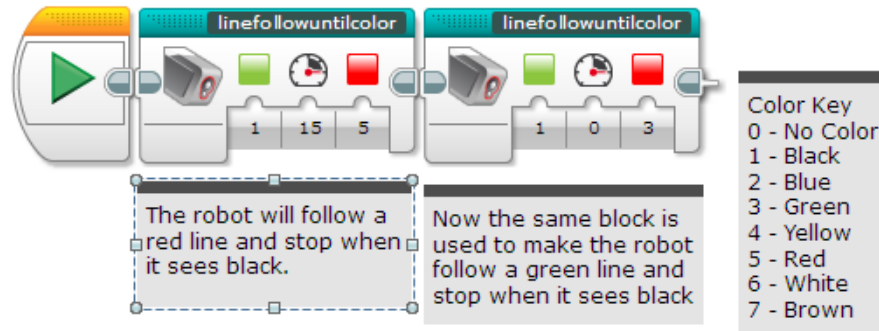 linefollowuntilcolor
1 15 5
linefollowuntilcolor
1 0 3
The robot will follow a
red line and stop when
it sees black.
Now the same block is
used to make the robot
follow a green line and
stop when it sees black
Color Key
0 - No Color
1 - Black
2 - Blue
3 - Green
4 - Yellow
5 - Red
6 - White
7 - Brown